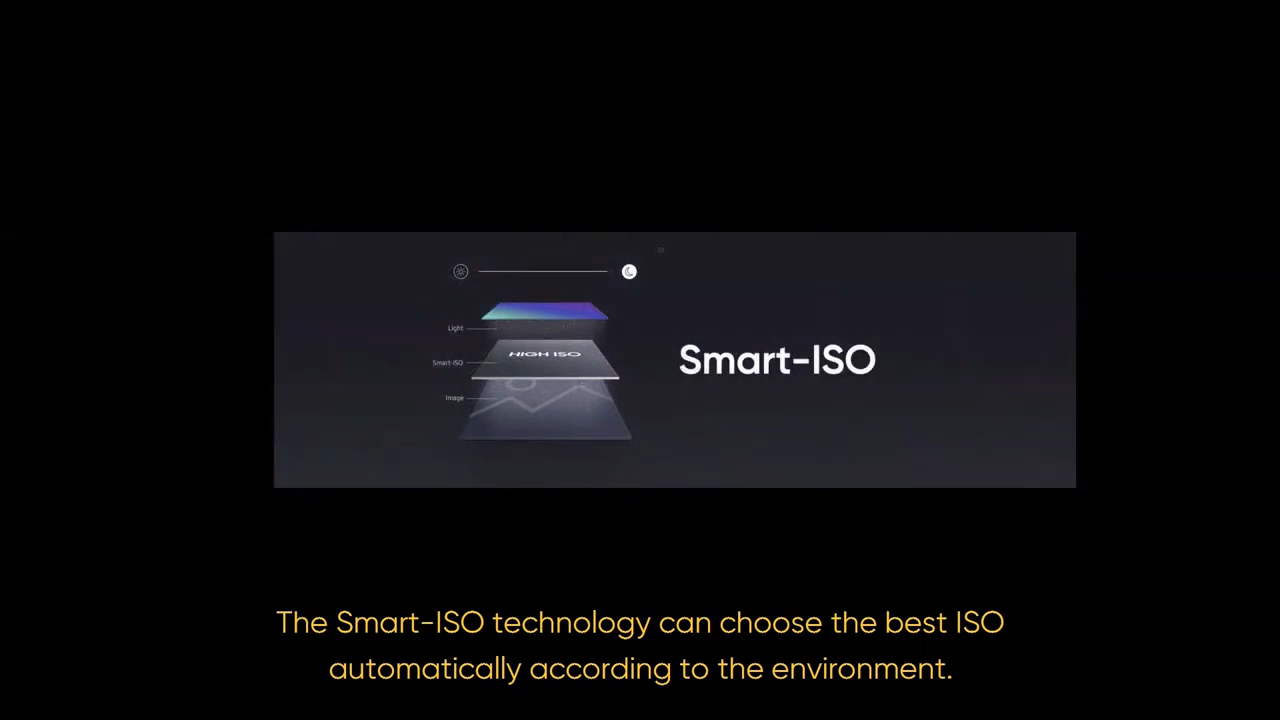 Light
HIGH ISO
Smart-ISO
Image
Smart-ISO
The Smart-ISO technology can choose the best ISO
automatically according to the environment.